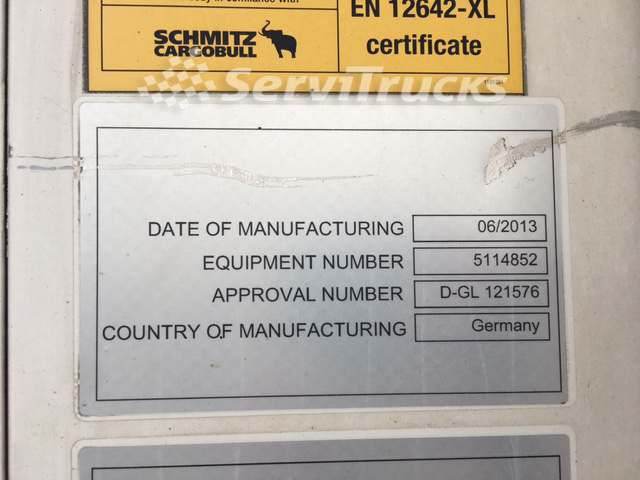 EN 12642-XL
SCHMITZ
CARGOBULL
certificate
ServiTrucks
DATE OF MANUFACTURING 06/2013
EQUIPMENT NUMBER 5114852
APPROVAL NUMBER D-GL 121576
COUNTRY OF MANUFACTURING Germany